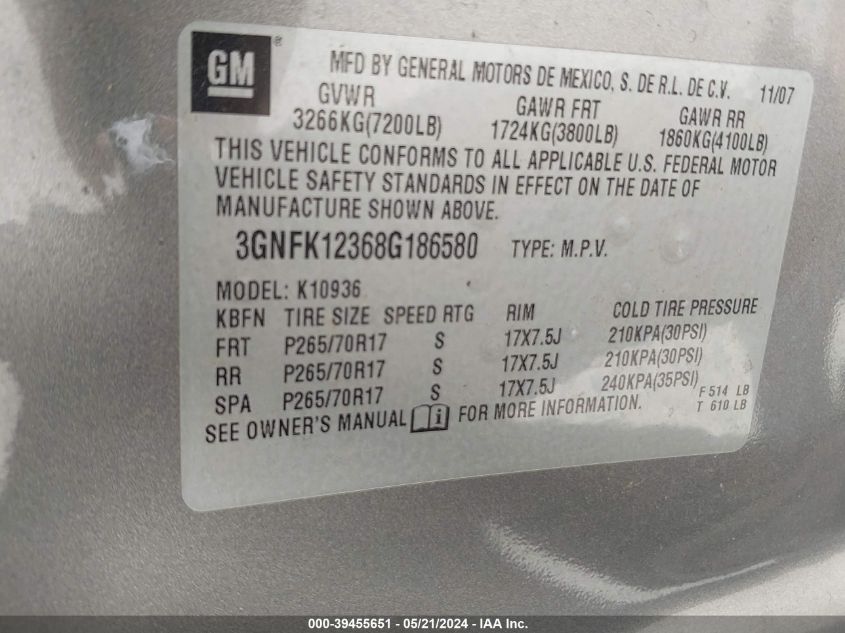 GM®
MFD BY GENERAL MOTORS DE MEXICO, S. DE R.L. DE C.V. 11/07
GVWR GAWR FRT GAWR RR
3266KG(7200LB) 1724KG(3800LB) 1860KG(4100LB)
THIS VEHICLE CONFORMS TO ALL APPLICABLE U.S. FEDERAL MOTOR
VEHICLE SAFETY STANDARDS IN EFFECT ON THE DATE OF
MANUFACTURE SHOWN ABOVE.
3GNFK12368G186580 TYPE: M.P.V.
MODEL: K10936
KBFN TIRE SIZE SPEED RTG RIM COLD TIRE PRESSURE
FRT P265/70R17 S 17X7.5J 210KPA(30PSI)
RR P265/70R17 S 17X7.5J 210KPA(30PSI)
SPA P265/70R17 S 17X7.5J 240KPA(35PSI) F 514 LB
SEE OWNER'S MANUAL i FOR MORE INFORMATION. T 610 LB
000-39455651 - 05/21/2024 - IAA Inc.